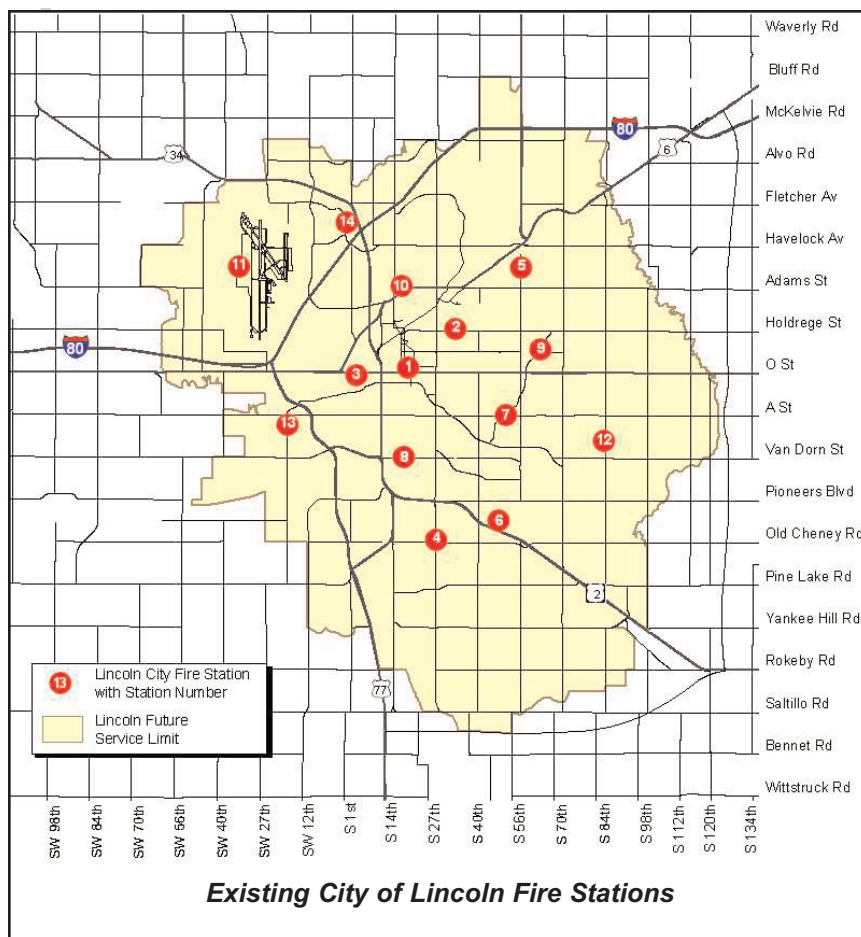 Waverly Rd
Bluff Rd
McKelvie Rd
80
6
Alvo Rd
34
Fletcher Av
14
Havelock Av
11
5
Adams St
10
Holdrege St
2
80
9
O St
1
3
A St
7
13
12
Van Dorn St
8
Pioneers Blvd
6
Old Cheney Rd
4
Pine Lake Rd
2
Yankee Hill Rd
Rokeby Rd
13
Lincoln City Fire Station
with Station Number
77
Saltillo Rd
Lincoln Future
Service Limit
Bennet Rd
Wittstruck Rd
SW 98th
SW 84th
SW 70th
SW 56th
SW 40th
SW 27th
SW 12th
S 1st
S 14th
S 27th
S 40th
S 56th
S 70th
S 84th
S 98th
S 112th
S 120th
S 134th
Existing City of Lincoln Fire Stations